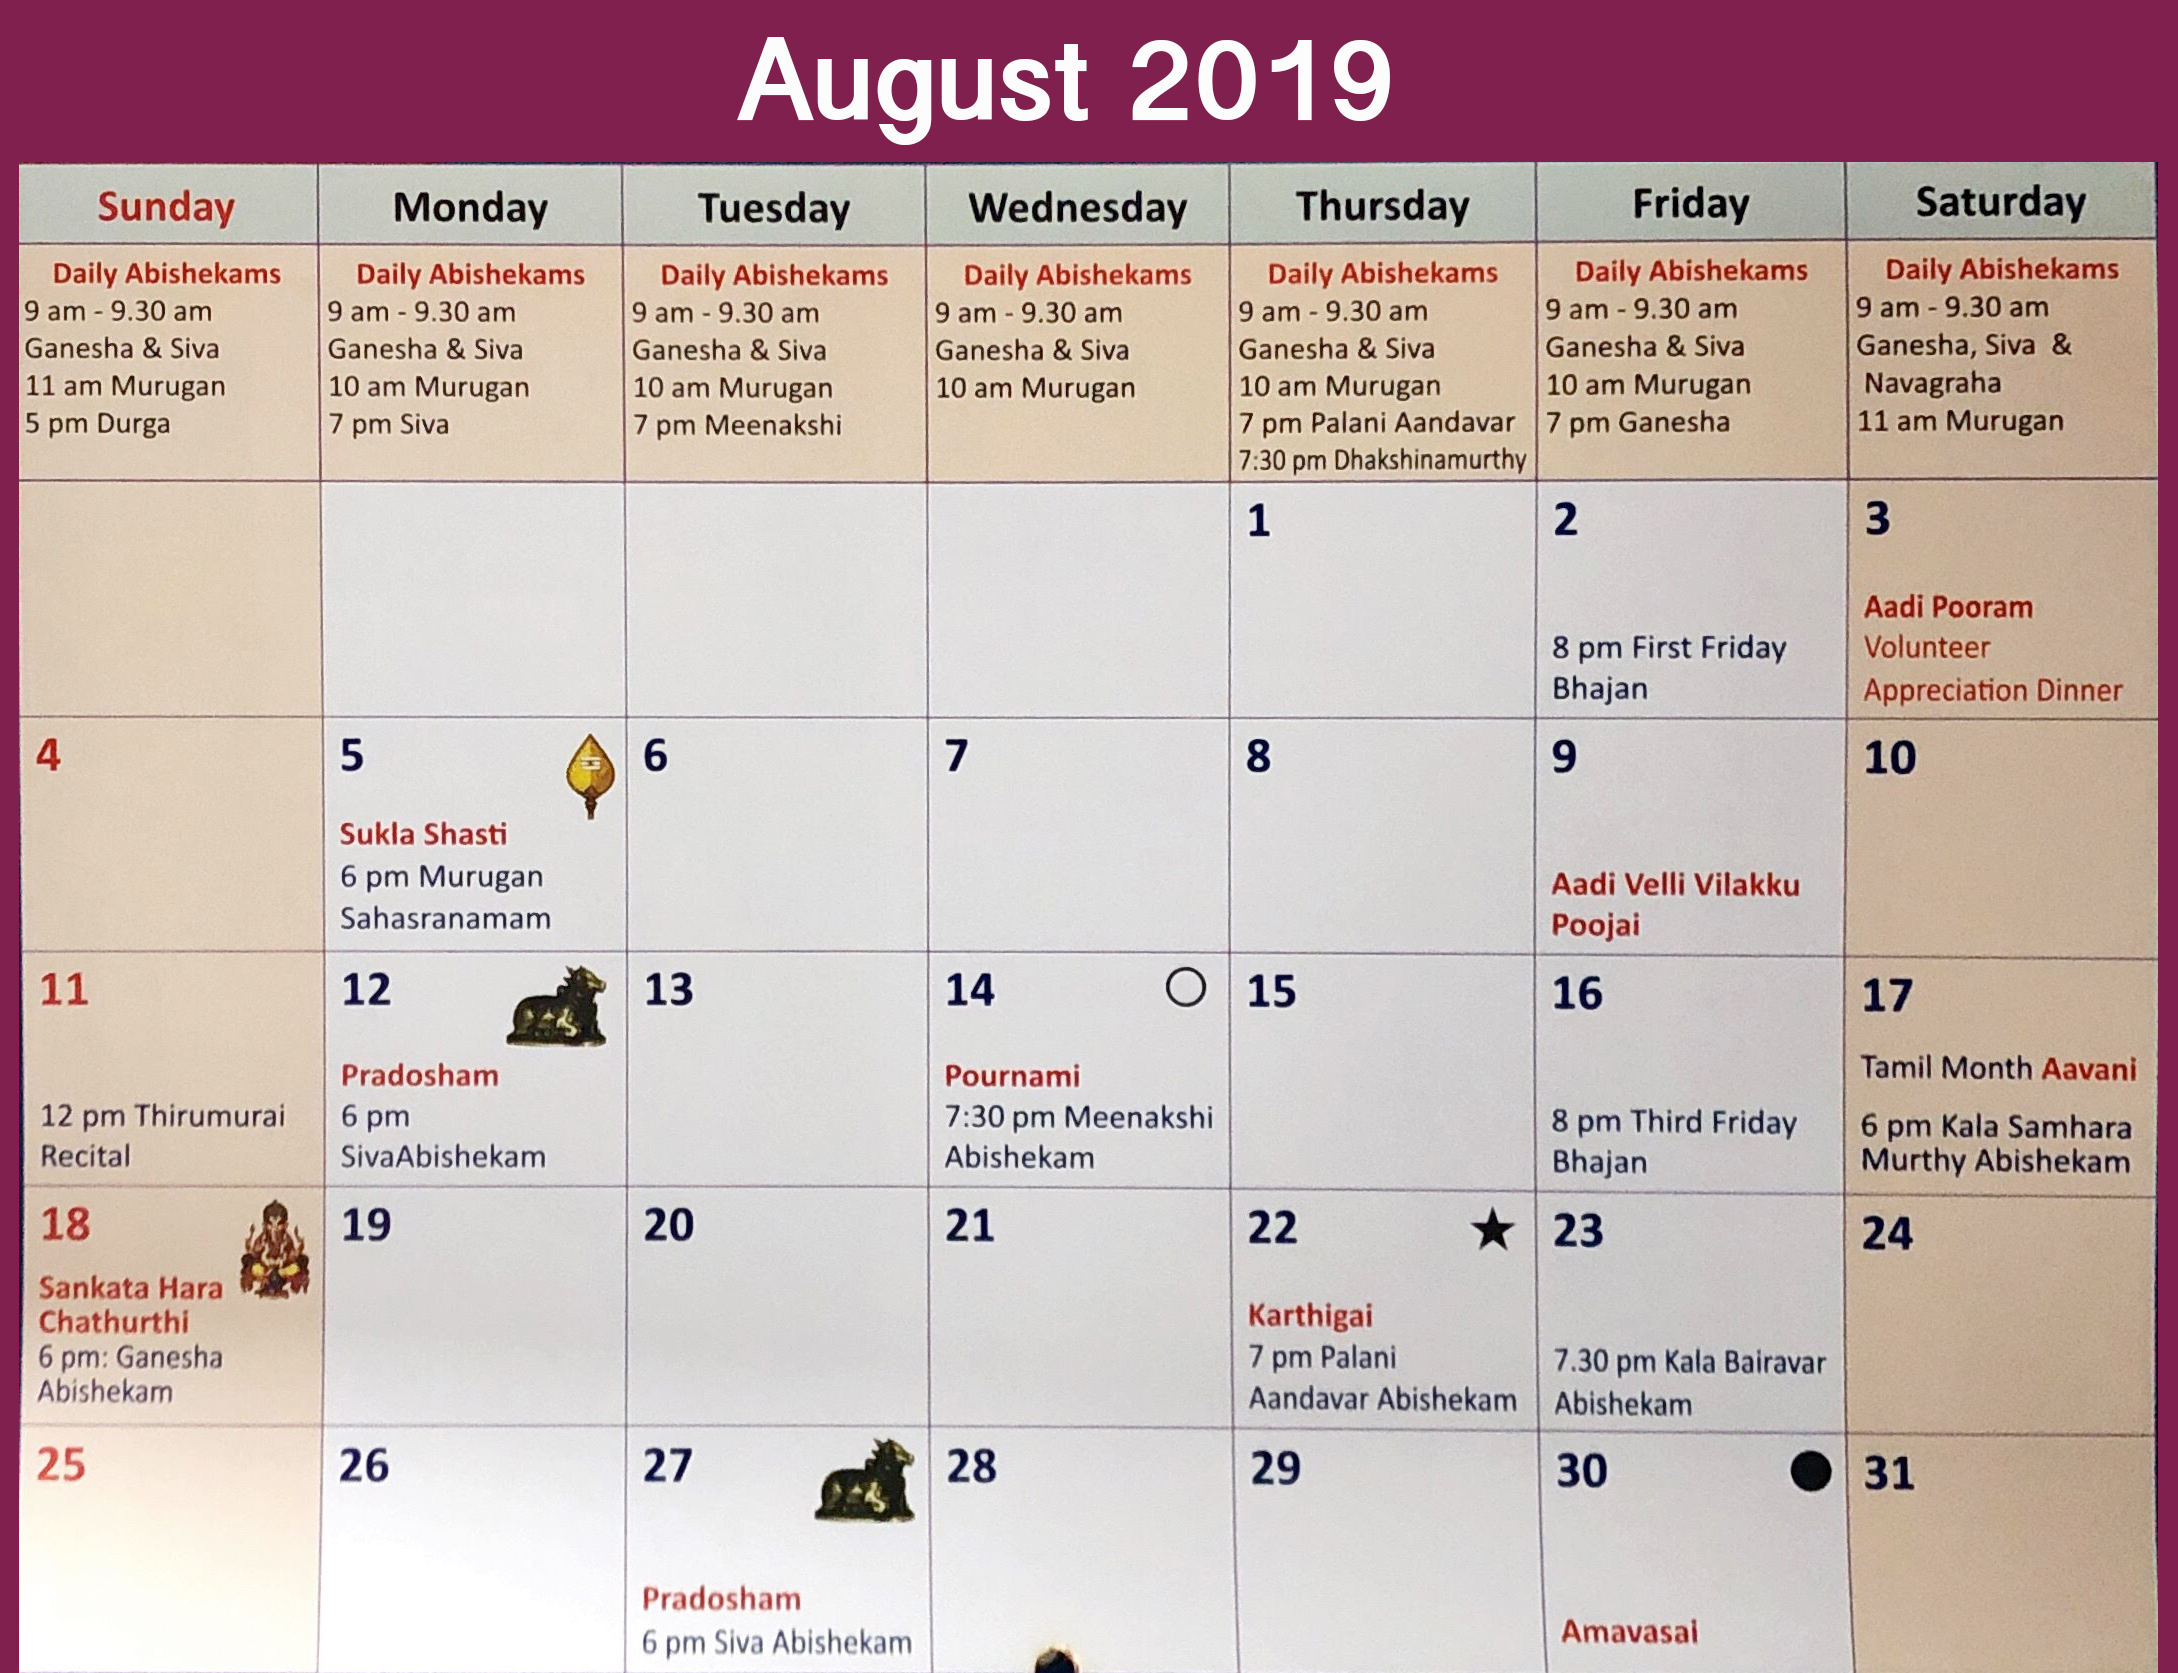 August 2019
Sunday Monday Tuesday Wednesday Thursday Friday Saturday
Daily Abishekams
9 am - 9.30 am
Ganesha & Siva
11 am Murugan
5 pm Durga
Daily Abishekams
9 am - 9.30 am
Ganesha & Siva
10 am Murugan
7 pm Siva
Daily Abishekams
9 am - 9.30 am
Ganesha & Siva
10 am Murugan
7 pm Meenakshi
Daily Abishekams
9 am - 9.30 am
Ganesha & Siva
10 am Murugan
Daily Abishekams
9 am - 9.30 am
Ganesha & Siva
10 am Murugan
7 pm Palani Aandavar
7:30 pm Dhakshinamurthy
Daily Abishekams
9 am - 9.30 am
Ganesha & Siva
10 am Murugan
7 pm Ganesha
Daily Abishekams
9 am - 9.30 am
Ganesha, Siva &
Navagraha
11 am Murugan
1
2
8 pm First Friday
Bhajan
3
Aadi Pooram
Volunteer
Appreciation Dinner
4
5
Sukla Shasti
6 pm Murugan
Sahasranamam
6
7
8
9
Aadi Velli Vilakku
Poojai
10
11
12 pm Thirumurai
Recital
12
Pradosham
6 pm
SivaAbishekam
13
14
Pournami
7:30 pm Meenakshi
Abishekam
15
16
8 pm Third Friday
Bhajan
17
Tamil Month Aavani
6 pm Kala Samhara
Murthy Abishekam
18
Sankata Hara
Chathurthi
6 pm: Ganesha
Abishekam
19
20
21
22
Karthigai
7 pm Palani
Aandavar Abishekam
23
7.30 pm Kala Bairavar
Abishekam
24
25
26
27
Pradosham
6 pm Siva Abishekam
28
29
30
Amavasai
31